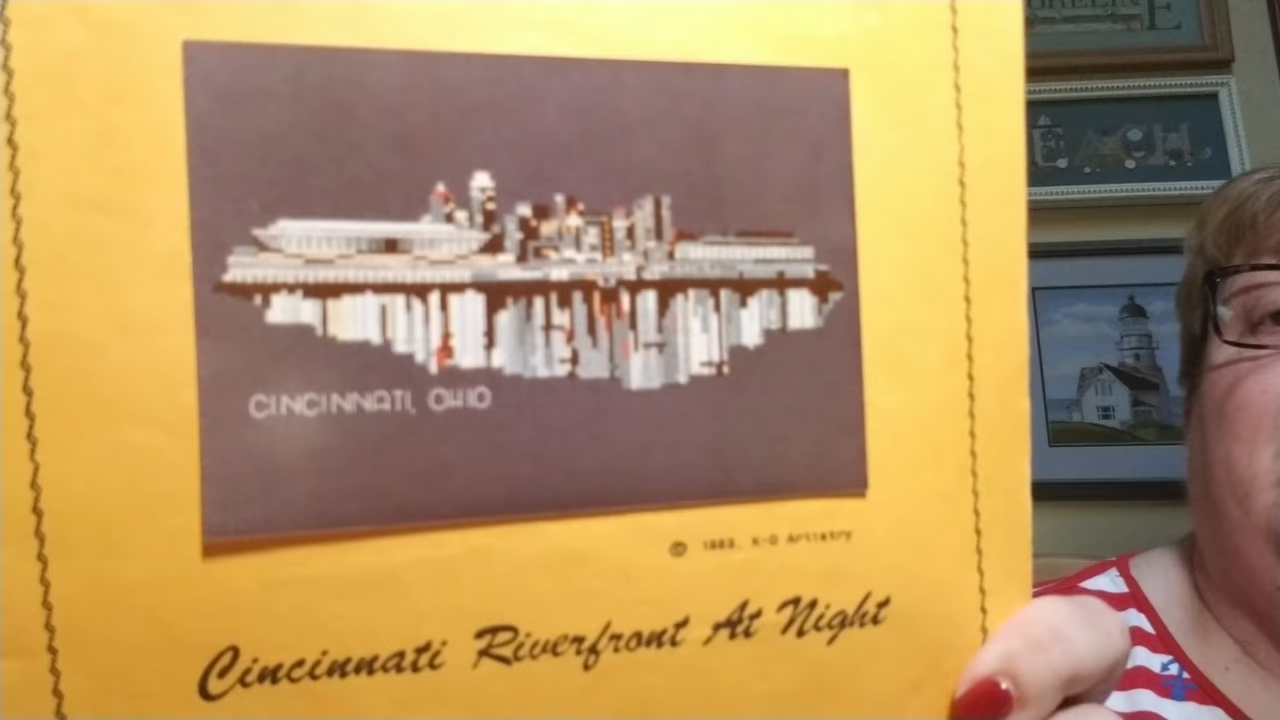 CINCINNATI, OHIO
© 1983, K-D Artistry
Cincinnati Riverfront At Night